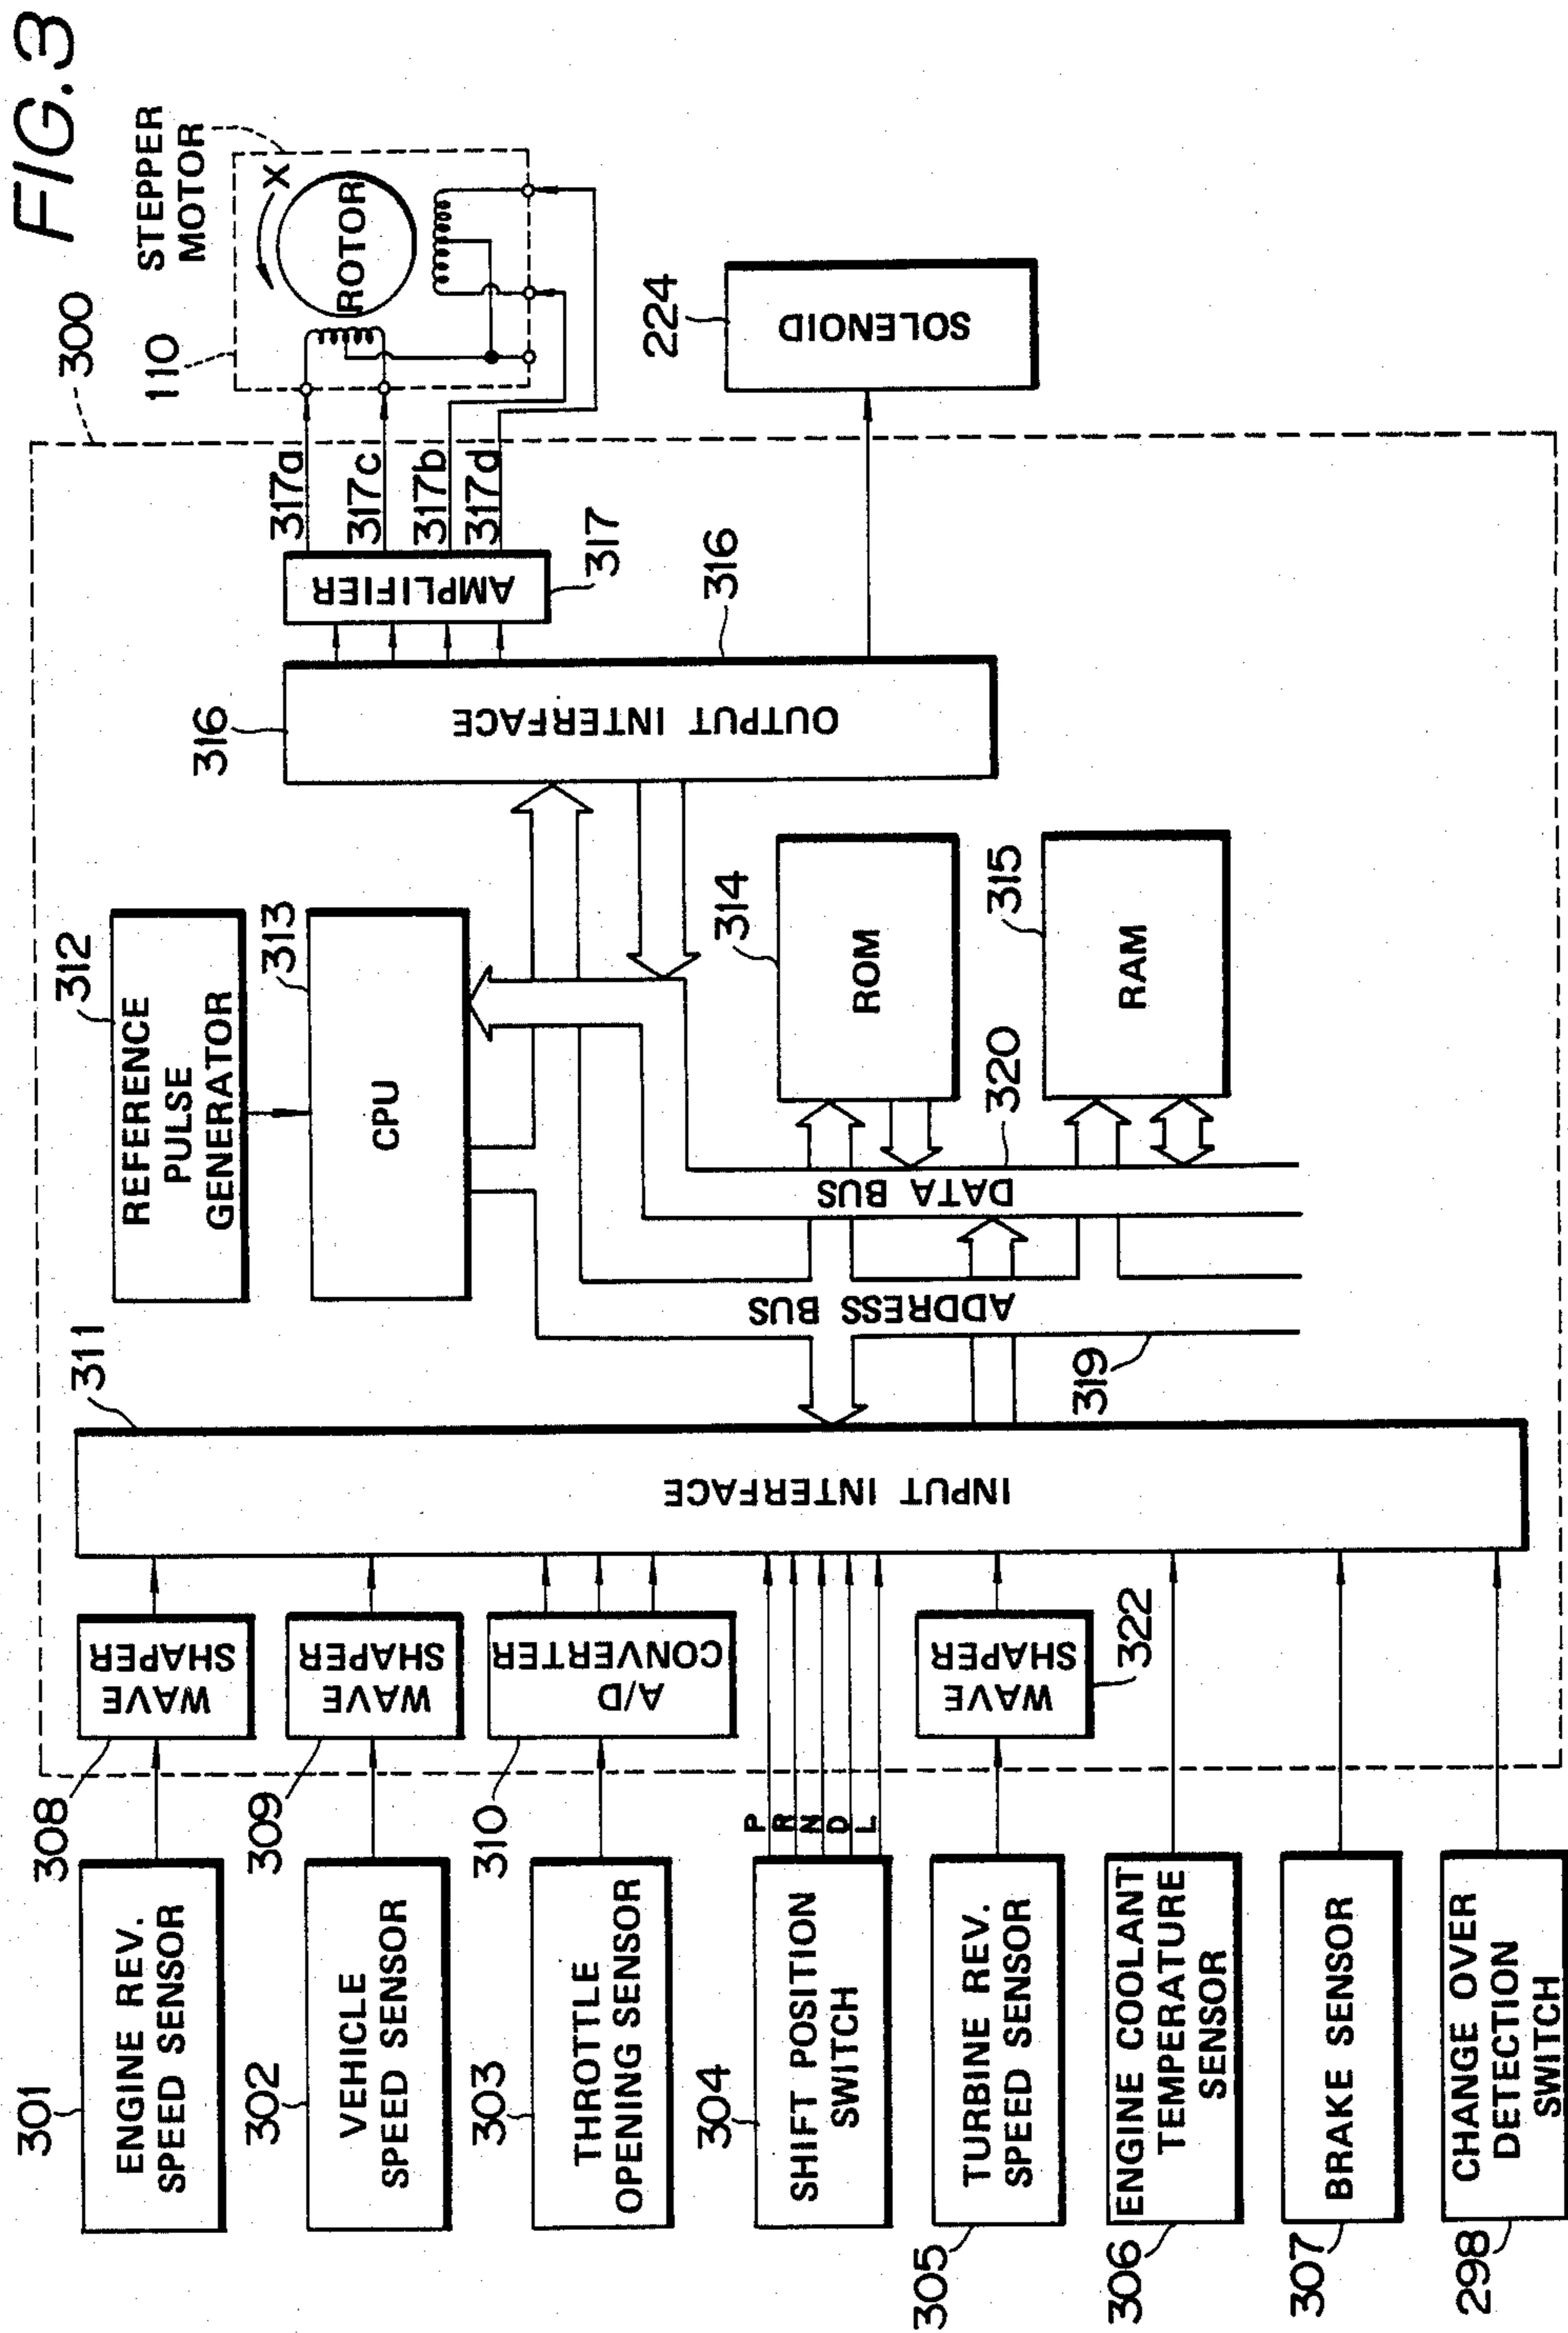 FIG.3
300
110
STEPPER
MOTOR
X
ROTOR
317a
317c
317b
317d
AMPLIFIER
317
224
SOLENOID
316
316
OUTPUT INTERFACE
312
REFERENCE
PULSE
GENERATOR
313
CPU
314
ROM
315
RAM
320
DATA BUS
ADDRESS BUS
319
311
INPUT INTERFACE
WAVE
SHAPER
308
WAVE
SHAPER
309
A/D
CONVERTER
310
P
R
N
D
L
WAVE
SHAPER
322
301
ENGINE REV.
SPEED SENSOR
302
VEHICLE
SPEED SENSOR
303
THROTTLE
OPENING SENSOR
304
SHIFT POSITION
SWITCH
305
TURBINE REV.
SPEED SENSOR
306
ENGINE COOLANT
TEMPERATURE
SENSOR
307
BRAKE SENSOR
298
CHANGE OVER
DETECTION
SWITCH